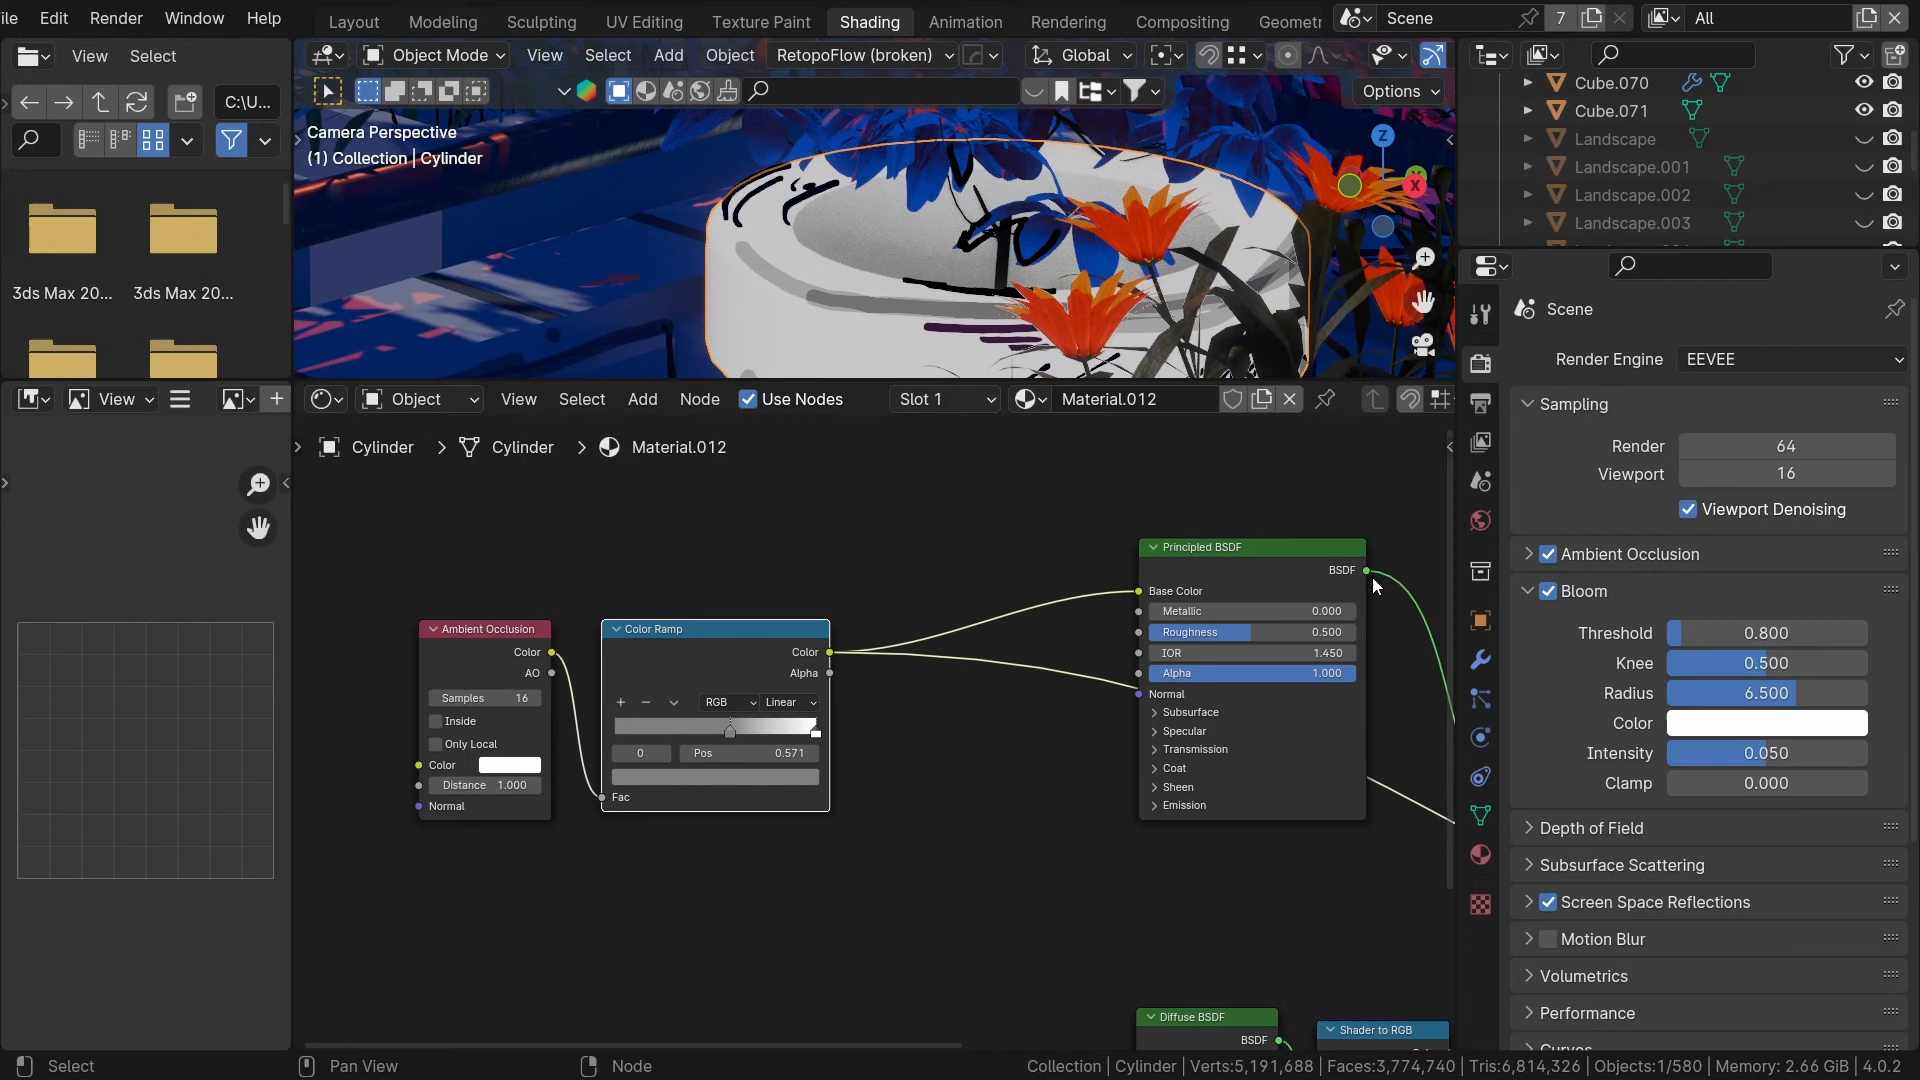 ile Edit Render Window Help
Layout Modeling Sculpting UV Editing Texture Paint Shading Animation Rendering Compositing Geometr
Scene 7 All
View Select
Object Mode View Select Add Object RetopoFlow (broken) Global
C:\U...
Options
Camera Perspective
(1) Collection | Cylinder
Z
X
3ds Max 20... 3ds Max 20...
Cube.070
Cube.071
Landscape
Landscape.001
Landscape.002
Landscape.003
Scene
Render Engine EEVEE
Sampling
Render 64
Viewport 16
Viewport Denoising
Ambient Occlusion
Bloom
Threshold 0.800
Knee 0.500
Radius 6.500
Color
Intensity 0.050
Clamp 0.000
Depth of Field
Subsurface Scattering
Screen Space Reflections
Motion Blur
Volumetrics
Performance
View
Object View Select Add Node Use Nodes Slot 1 Material.012
Cylinder > Cylinder > Material.012
Ambient Occlusion
Color
AO
Samples 16
Inside
Only Local
Color
Distance 1.000
Normal
Color Ramp
Color
Alpha
+ − RGB Linear
0 Pos 0.571
Fac
Principled BSDF
BSDF
Base Color
Metallic 0.000
Roughness 0.500
IOR 1.450
Alpha 1.000
Normal
Subsurface
Specular
Transmission
Coat
Sheen
Emission
Diffuse BSDF
BSDF
Shader to RGB
Select Pan View Node
Collection | Cylinder | Verts:5,191,688 | Faces:3,774,740 | Tris:6,814,326 | Objects:1/580 | Memory: 2.66 GiB | 4.0.2